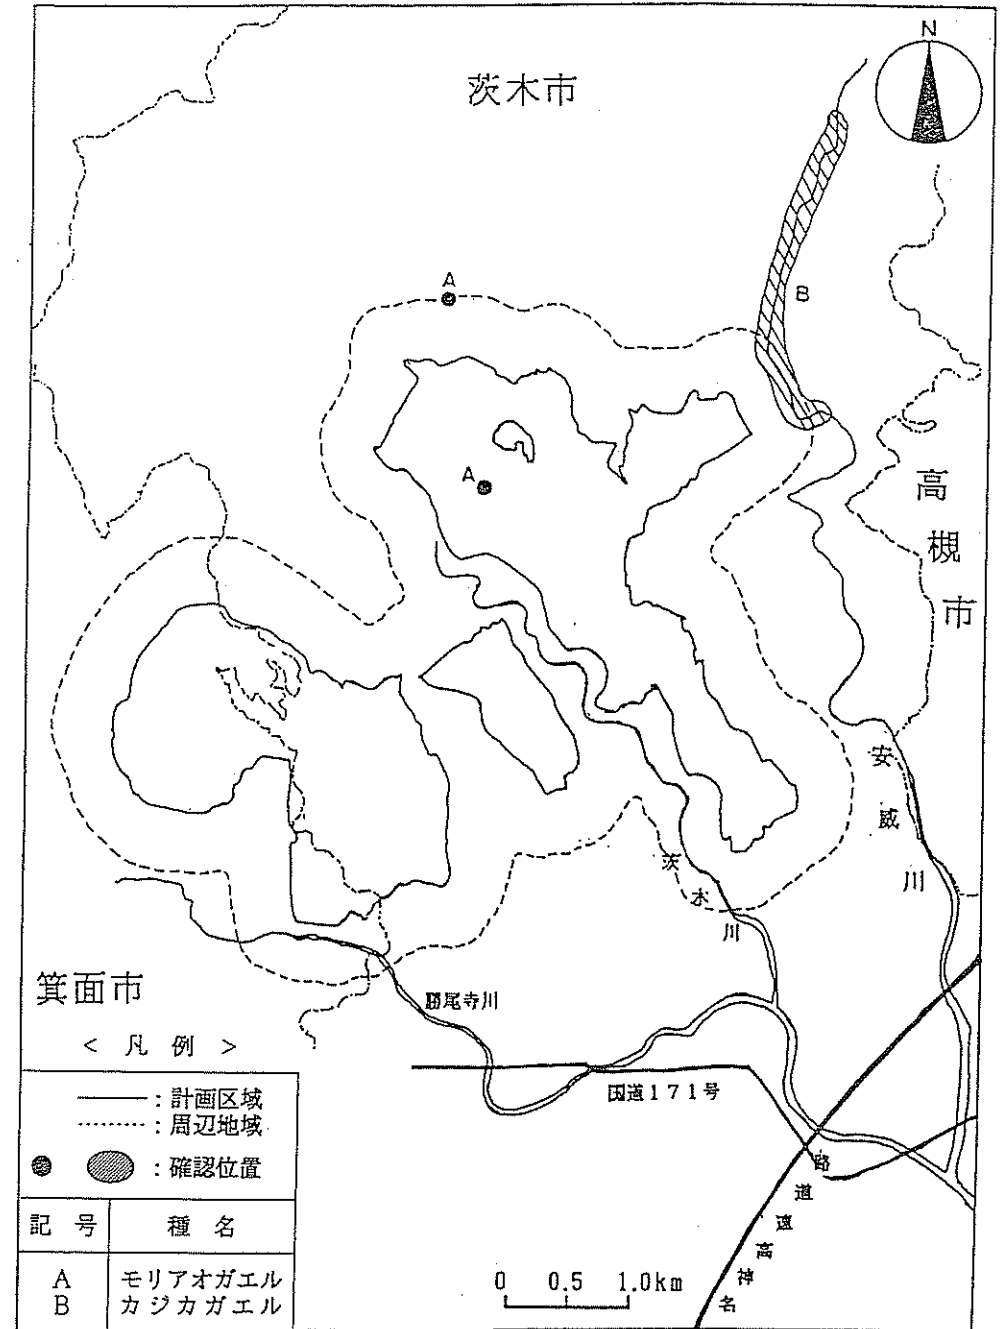 N
茨木市
A
B
A
高槻市
安威川
茨木川
箕面市
勝尾寺川
国道171号
名神高速道路
< 凡 例 >
―――:計画区域
………:周辺地域
:確認位置
記 号 種 名
A モリアオガエル
B カジカガエル
0 0.5 1.0km